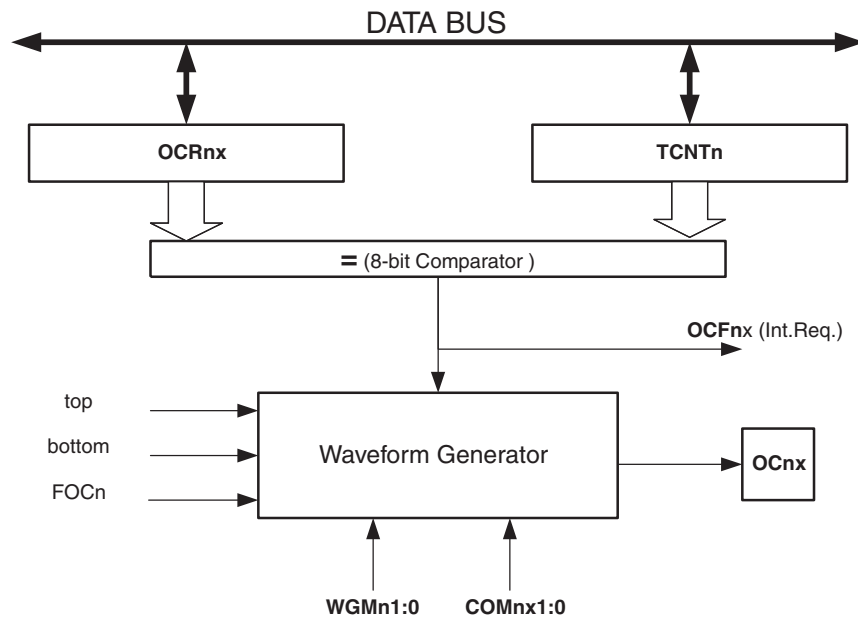 DATA BUS
OCRnx
TCNTn
= (8-bit Comparator )
OCFnx (Int.Req.)
top
bottom
FOCn
Waveform Generator
OCnx
WGMn1:0
COMnx1:0